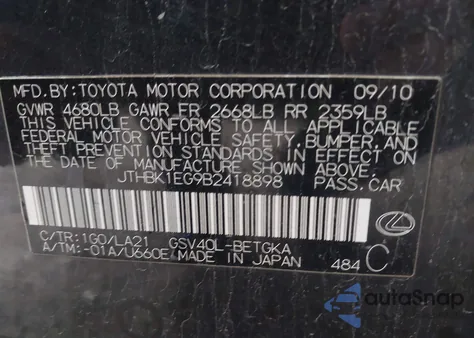 MFD.BY:TOYOTA MOTOR CORPORATION 09/10
GVWR 4680LB GAWR FR 2668LB RR 2359LB
THIS VEHICLE CONFORMS TO ALL APPLICABLE
FEDERAL MOTOR VEHICLE SAFETY,BUMPER,AND
THEFT PREVENTION STANDARDS IN EFFECT ON
THE DATE OF MANUFACTURE SHOWN ABOVE.
JTHBK1EG9B2418898 PASS.CAR
C/TR:1G0/LA21 GSV40L-BETGKA
A/TM:-01A/U660E MADE IN JAPAN 484 C
autoSnap
POWERED BY